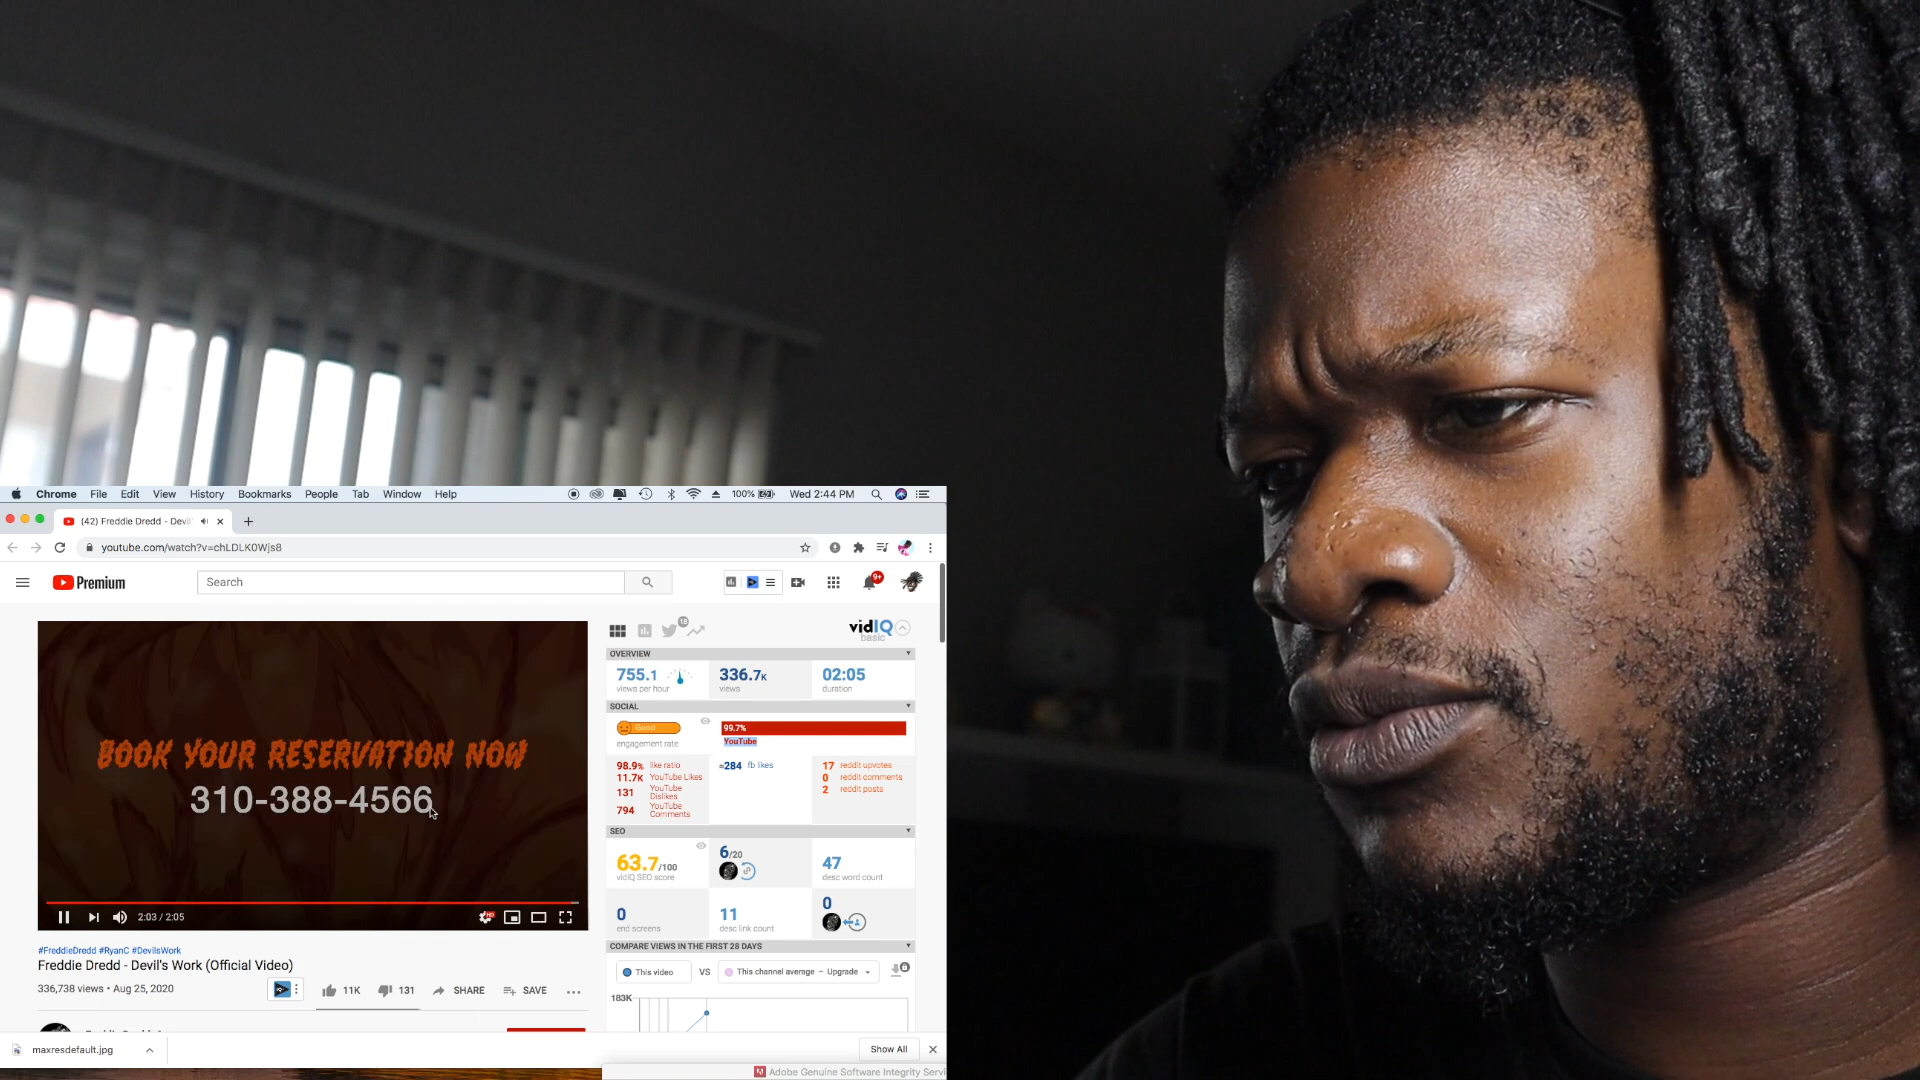 Chrome File Edit View History Bookmarks People Tab Window Help 100% Wed 2:44 PM
(42) Freddie Dredd - Devil
youtube.com/watch?v=chLDLK0Wjs8
Premium Search 9+
18 vidIQ
basic
OVERVIEW
755.1 336.7K 02:05
views per hour views duration
SOCIAL
Good 99.7%
engagement rate YouTube
98.9% like ratio ≈284 fb likes 17 reddit upvotes
11.7K YouTube Likes 0 reddit comments
131 YouTube Dislikes 2 reddit posts
794 YouTube Comments
BOOK YOUR RESERVATION NOW
310-388-4566
SEO
63.7/100 6/20 47
vidIQ SEO score desc word count
0 11 0
end screens desc link count
2:03 / 2:05 HD
COMPARE VIEWS IN THE FIRST 28 DAYS
This video VS This channel average – Upgrade
183K
#FreddieDredd #RyanC #DevilsWork
Freddie Dredd - Devil's Work (Official Video)
336,738 views • Aug 25, 2020 11K 131 SHARE SAVE
maxresdefault.jpg Show All
Adobe Genuine Software Integrity Servi